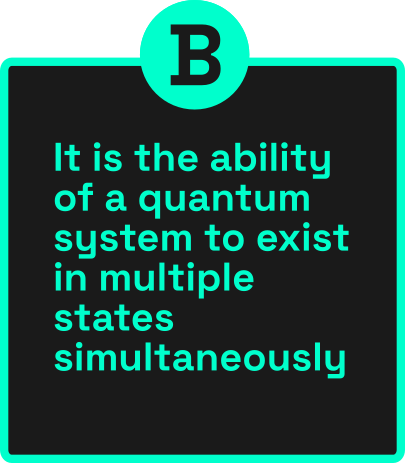 B
It is the ability
of a quantum
system to exist
in multiple
states
simultaneously